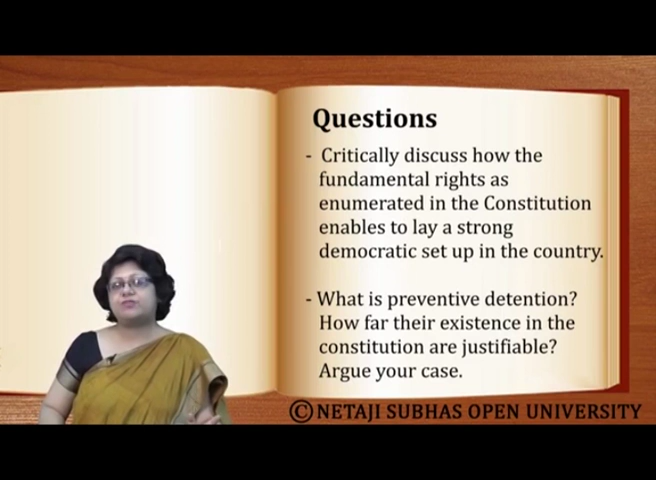 Questions
- Critically discuss how the
fundamental rights as
enumerated in the Constitution
enables to lay a strong
democratic set up in the country.
- What is preventive detention?
How far their existence in the
constitution are justifiable?
Argue your case.
© NETAJI SUBHAS OPEN UNIVERSITY